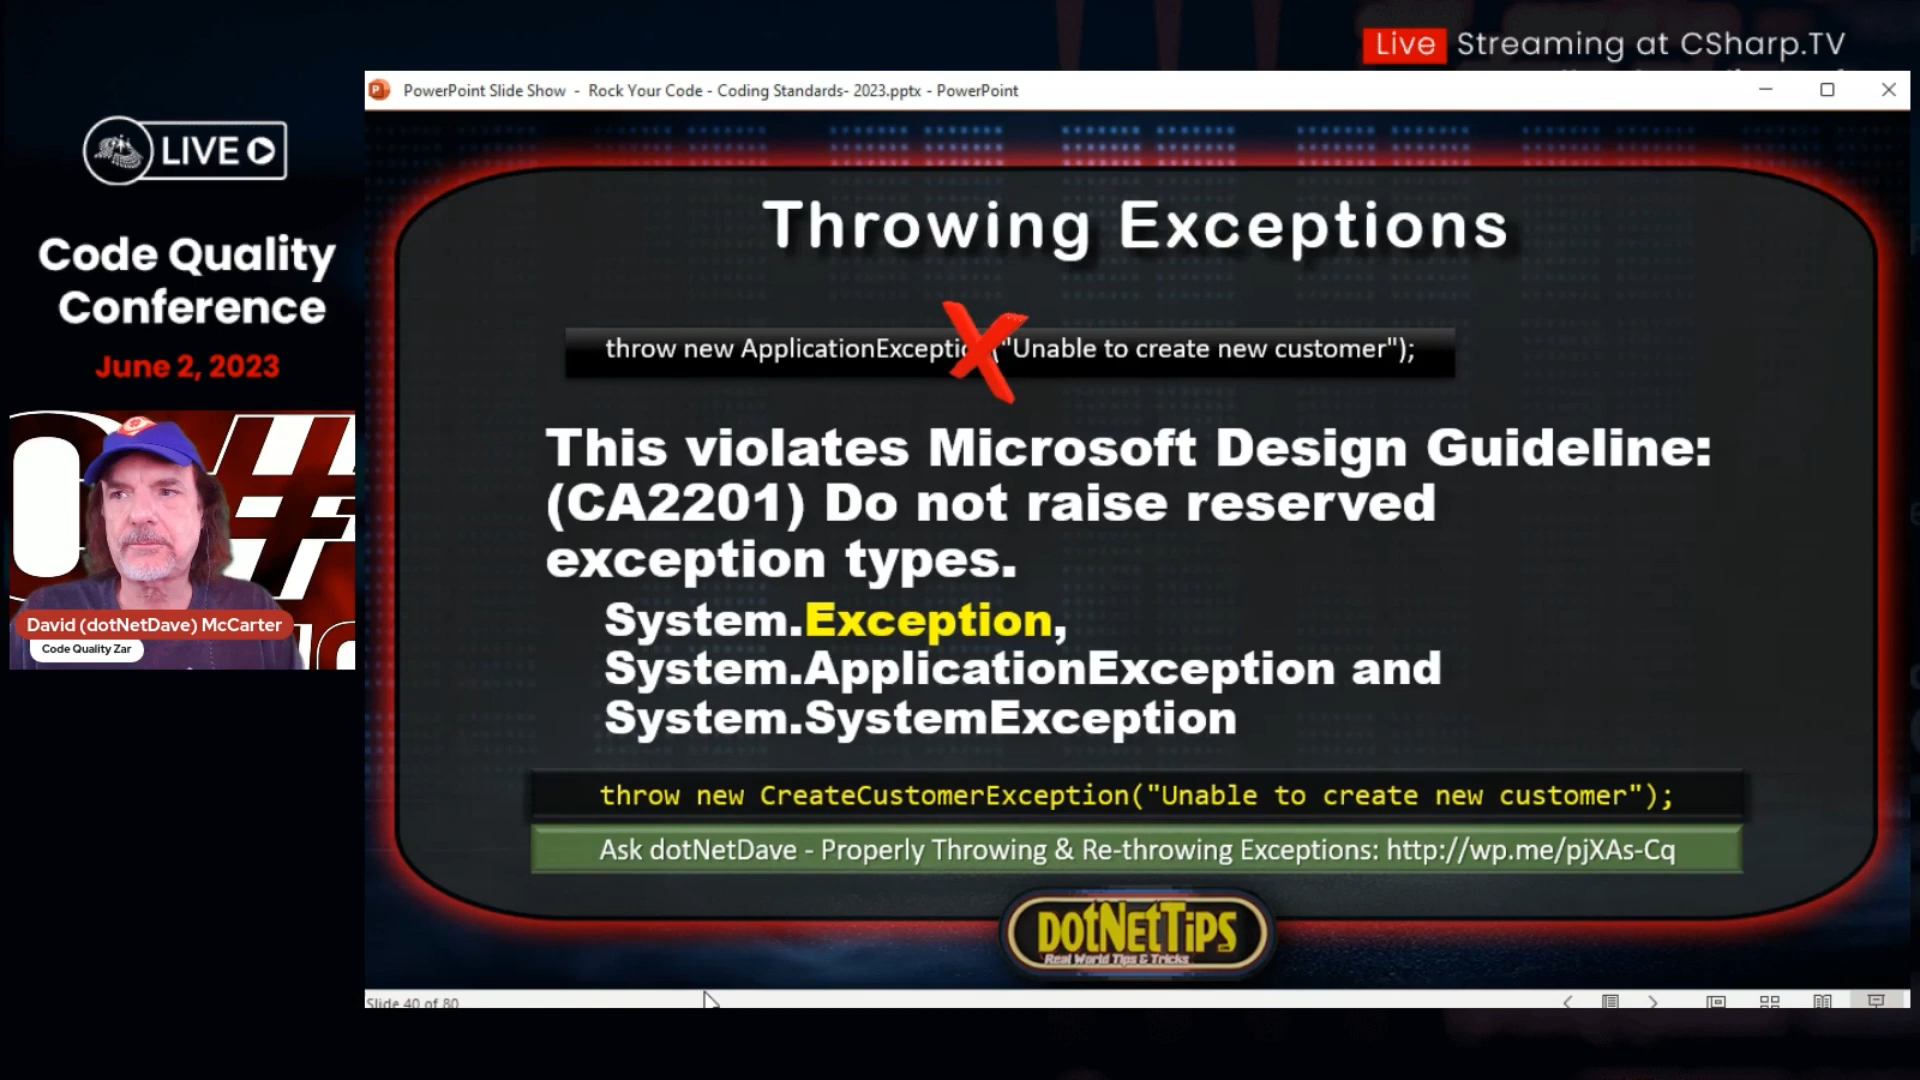 Live Streaming at CSharp.TV
PowerPoint Slide Show - Rock Your Code - Coding Standards- 2023.pptx - PowerPoint
LIVE
Code Quality
Conference
June 2, 2023
David (dotNetDave) McCarter
Code Quality Zar
Throwing Exceptions
throw new ApplicationException("Unable to create new customer");
This violates Microsoft Design Guideline:
(CA2201) Do not raise reserved
exception types.
System.Exception,
System.ApplicationException and
System.SystemException
throw new CreateCustomerException("Unable to create new customer");
Ask dotNetDave - Properly Throwing & Re-throwing Exceptions: http://wp.me/pjXAs-Cq
dotNetTips
Real World Tips & Tricks
Slide 40 of 80